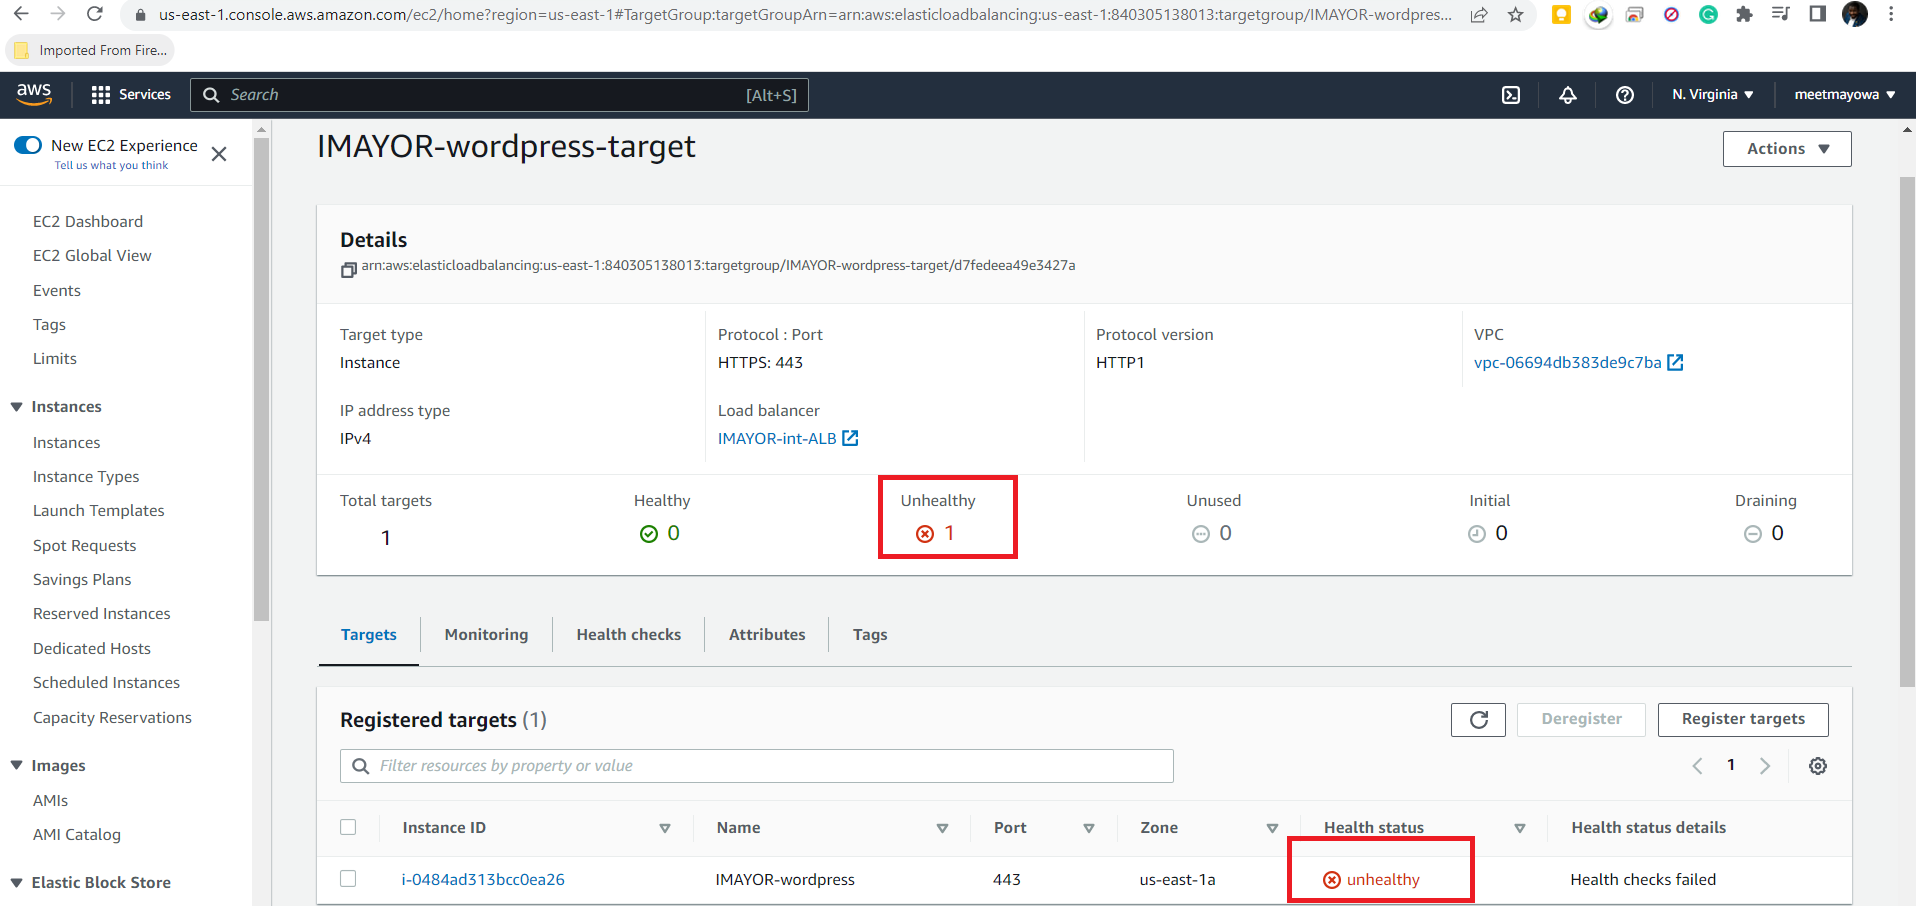 us-east-1.console.aws.amazon.com/ec2/home?region=us-east-1#TargetGroup:targetGroupArn=arn:aws:elasticloadbalancing:us-east-1:840305138013:targetgroup/IMAYOR-wordpres...
Imported From Fire...
aws
Services
Search
[Alt+S]
N. Virginia
meetmayowa
New EC2 Experience
Tell us what you think
EC2 Dashboard
EC2 Global View
Events
Tags
Limits
Instances
Instances
Instance Types
Launch Templates
Spot Requests
Savings Plans
Reserved Instances
Dedicated Hosts
Scheduled Instances
Capacity Reservations
Images
AMIs
AMI Catalog
Elastic Block Store
IMAYOR-wordpress-target
Actions
Details
arn:aws:elasticloadbalancing:us-east-1:840305138013:targetgroup/IMAYOR-wordpress-target/d7fedeea49e3427a
Target type
Instance
Protocol : Port
HTTPS: 443
Protocol version
HTTP1
VPC
vpc-06694db383de9c7ba
IP address type
IPv4
Load balancer
IMAYOR-int-ALB
Total targets
1
Healthy
0
Unhealthy
1
Unused
0
Initial
0
Draining
0
Targets
Monitoring
Health checks
Attributes
Tags
Registered targets (1)
Deregister
Register targets
Filter resources by property or value
1
Instance ID
Name
Port
Zone
Health status
Health status details
i-0484ad313bcc0ea26
IMAYOR-wordpress
443
us-east-1a
unhealthy
Health checks failed